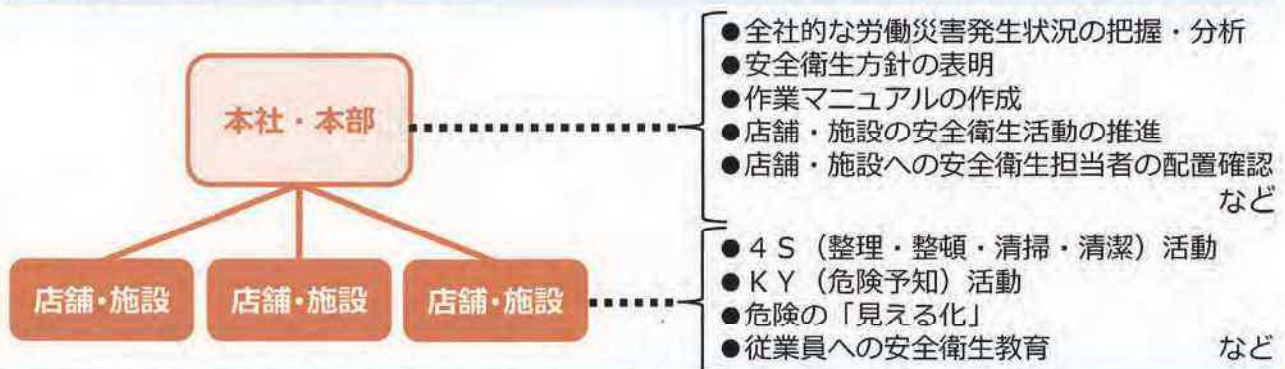 本社・本部
●全社的な労働災害発生状況の把握・分析
●安全衛生方針の表明
●作業マニュアルの作成
●店舗・施設の安全衛生活動の推進
●店舗・施設への安全衛生担当者の配置確認
など
店舗・施設
店舗・施設
店舗・施設
●４Ｓ（整理・整頓・清掃・清潔）活動
●ＫＹ（危険予知）活動
●危険の「見える化」
●従業員への安全衛生教育 など